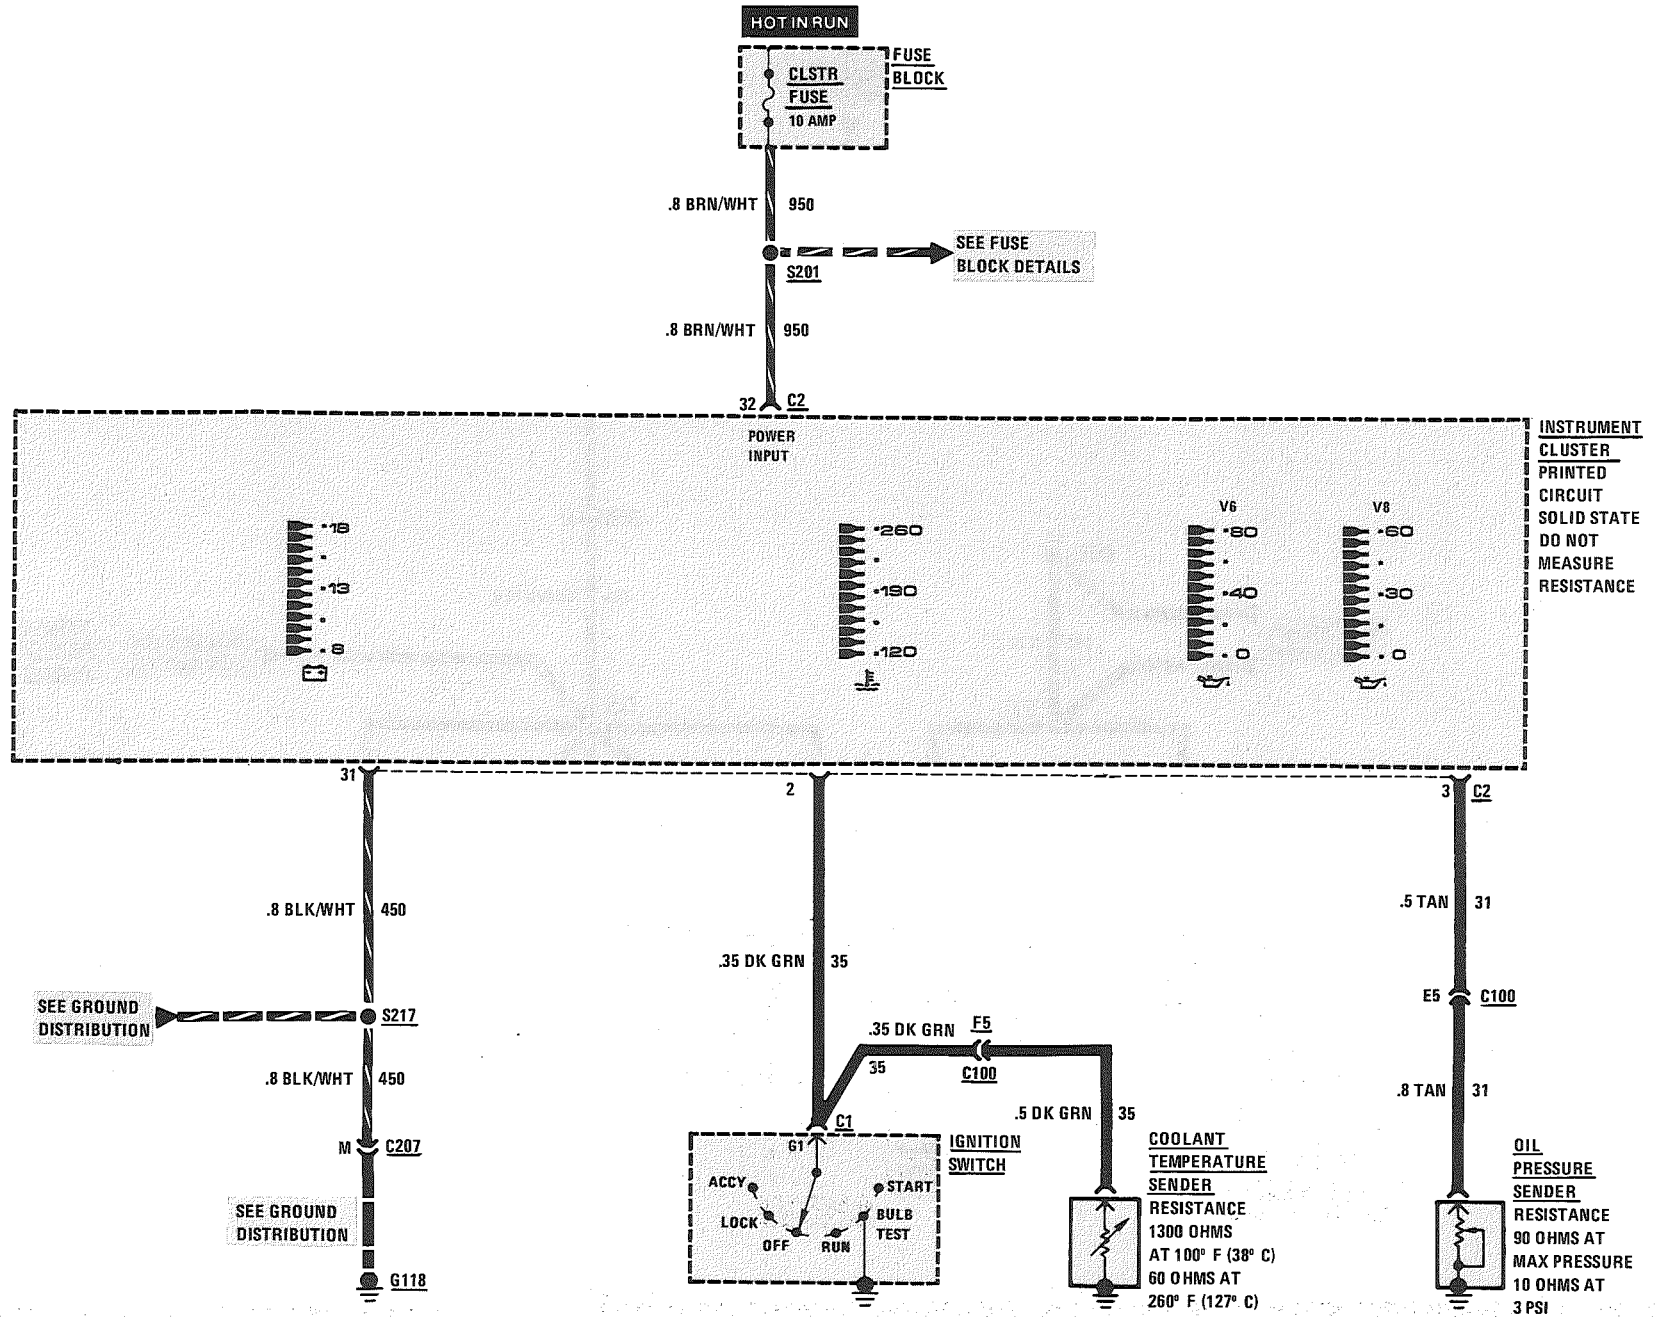 HOT IN RUN
FUSE
BLOCK
CLSTR
FUSE
10 AMP
.8 BRN/WHT 950
SEE FUSE
BLOCK DETAILS
S201
.8 BRN/WHT 950
32 C2
POWER
INPUT
INSTRUMENT
CLUSTER
PRINTED
CIRCUIT
SOLID STATE
DO NOT
MEASURE
RESISTANCE
18
13
8
260
190
120
V6
80
40
0
V8
60
30
0
31
2
3 C2
.8 BLK/WHT 450
.35 DK GRN 35
.5 TAN 31
SEE GROUND
DISTRIBUTION
S217
E5 C100
.35 DK GRN F5
35
C100
.8 BLK/WHT 450
.8 TAN 31
.5 DK GRN 35
M C207
C1
G1
IGNITION
SWITCH
ACCY
LOCK
OFF
RUN
BULB
TEST
START
SEE GROUND
DISTRIBUTION
G118
COOLANT
TEMPERATURE
SENDER
RESISTANCE
1300 OHMS
AT 100º F (38º C)
60 OHMS AT
260º F (127º C)
OIL
PRESSURE
SENDER
RESISTANCE
90 OHMS AT
MAX PRESSURE
10 OHMS AT
3 PSI